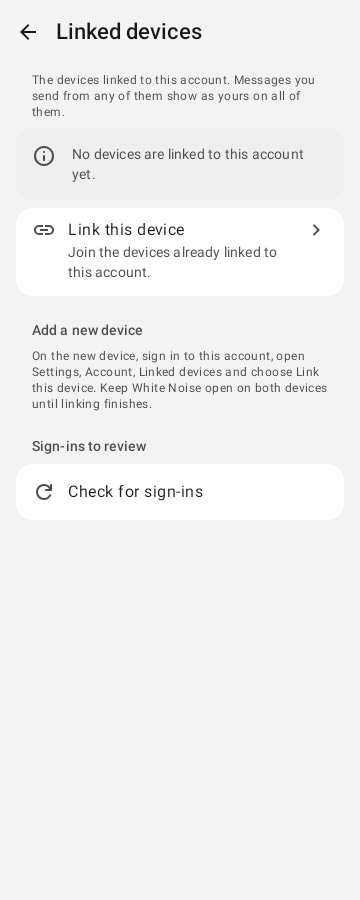 Linked devices
The devices linked to this account. Messages you
send from any of them show as yours on all of
them.
No devices are linked to this account
yet.
Link this device
Join the devices already linked to
this account.
Add a new device
On the new device, sign in to this account, open
Settings, Account, Linked devices and choose Link
this device. Keep White Noise open on both devices
until linking finishes.
Sign-ins to review
Check for sign-ins